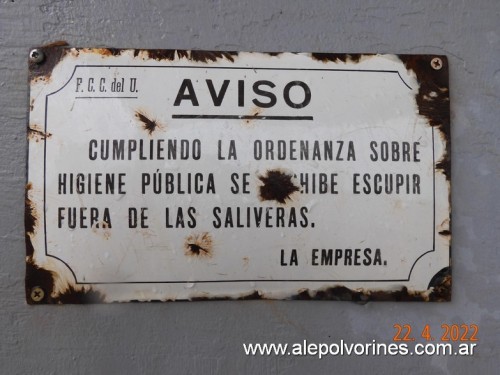 F. C. C. del U.
AVISO
CUMPLIENDO LA ORDENANZA SOBRE
HIGIENE PÚBLICA SE HIBE ESCUPIR
FUERA DE LAS SALIVERAS.
LA EMPRESA.
22.4.2022
www.alepolvorines.com.ar